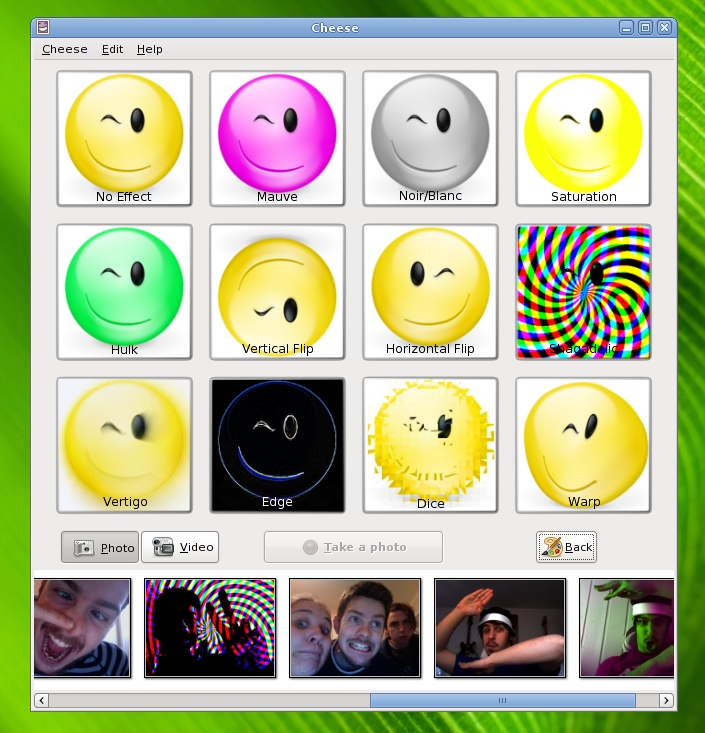 Cheese
Cheese Edit Help
No Effect
Mauve
Noir/Blanc
Saturation
Hulk
Vertical Flip
Horizontal Flip
Shagadelic
Vertigo
Edge
Dice
Warp
Photo
Video
Take a photo
Back